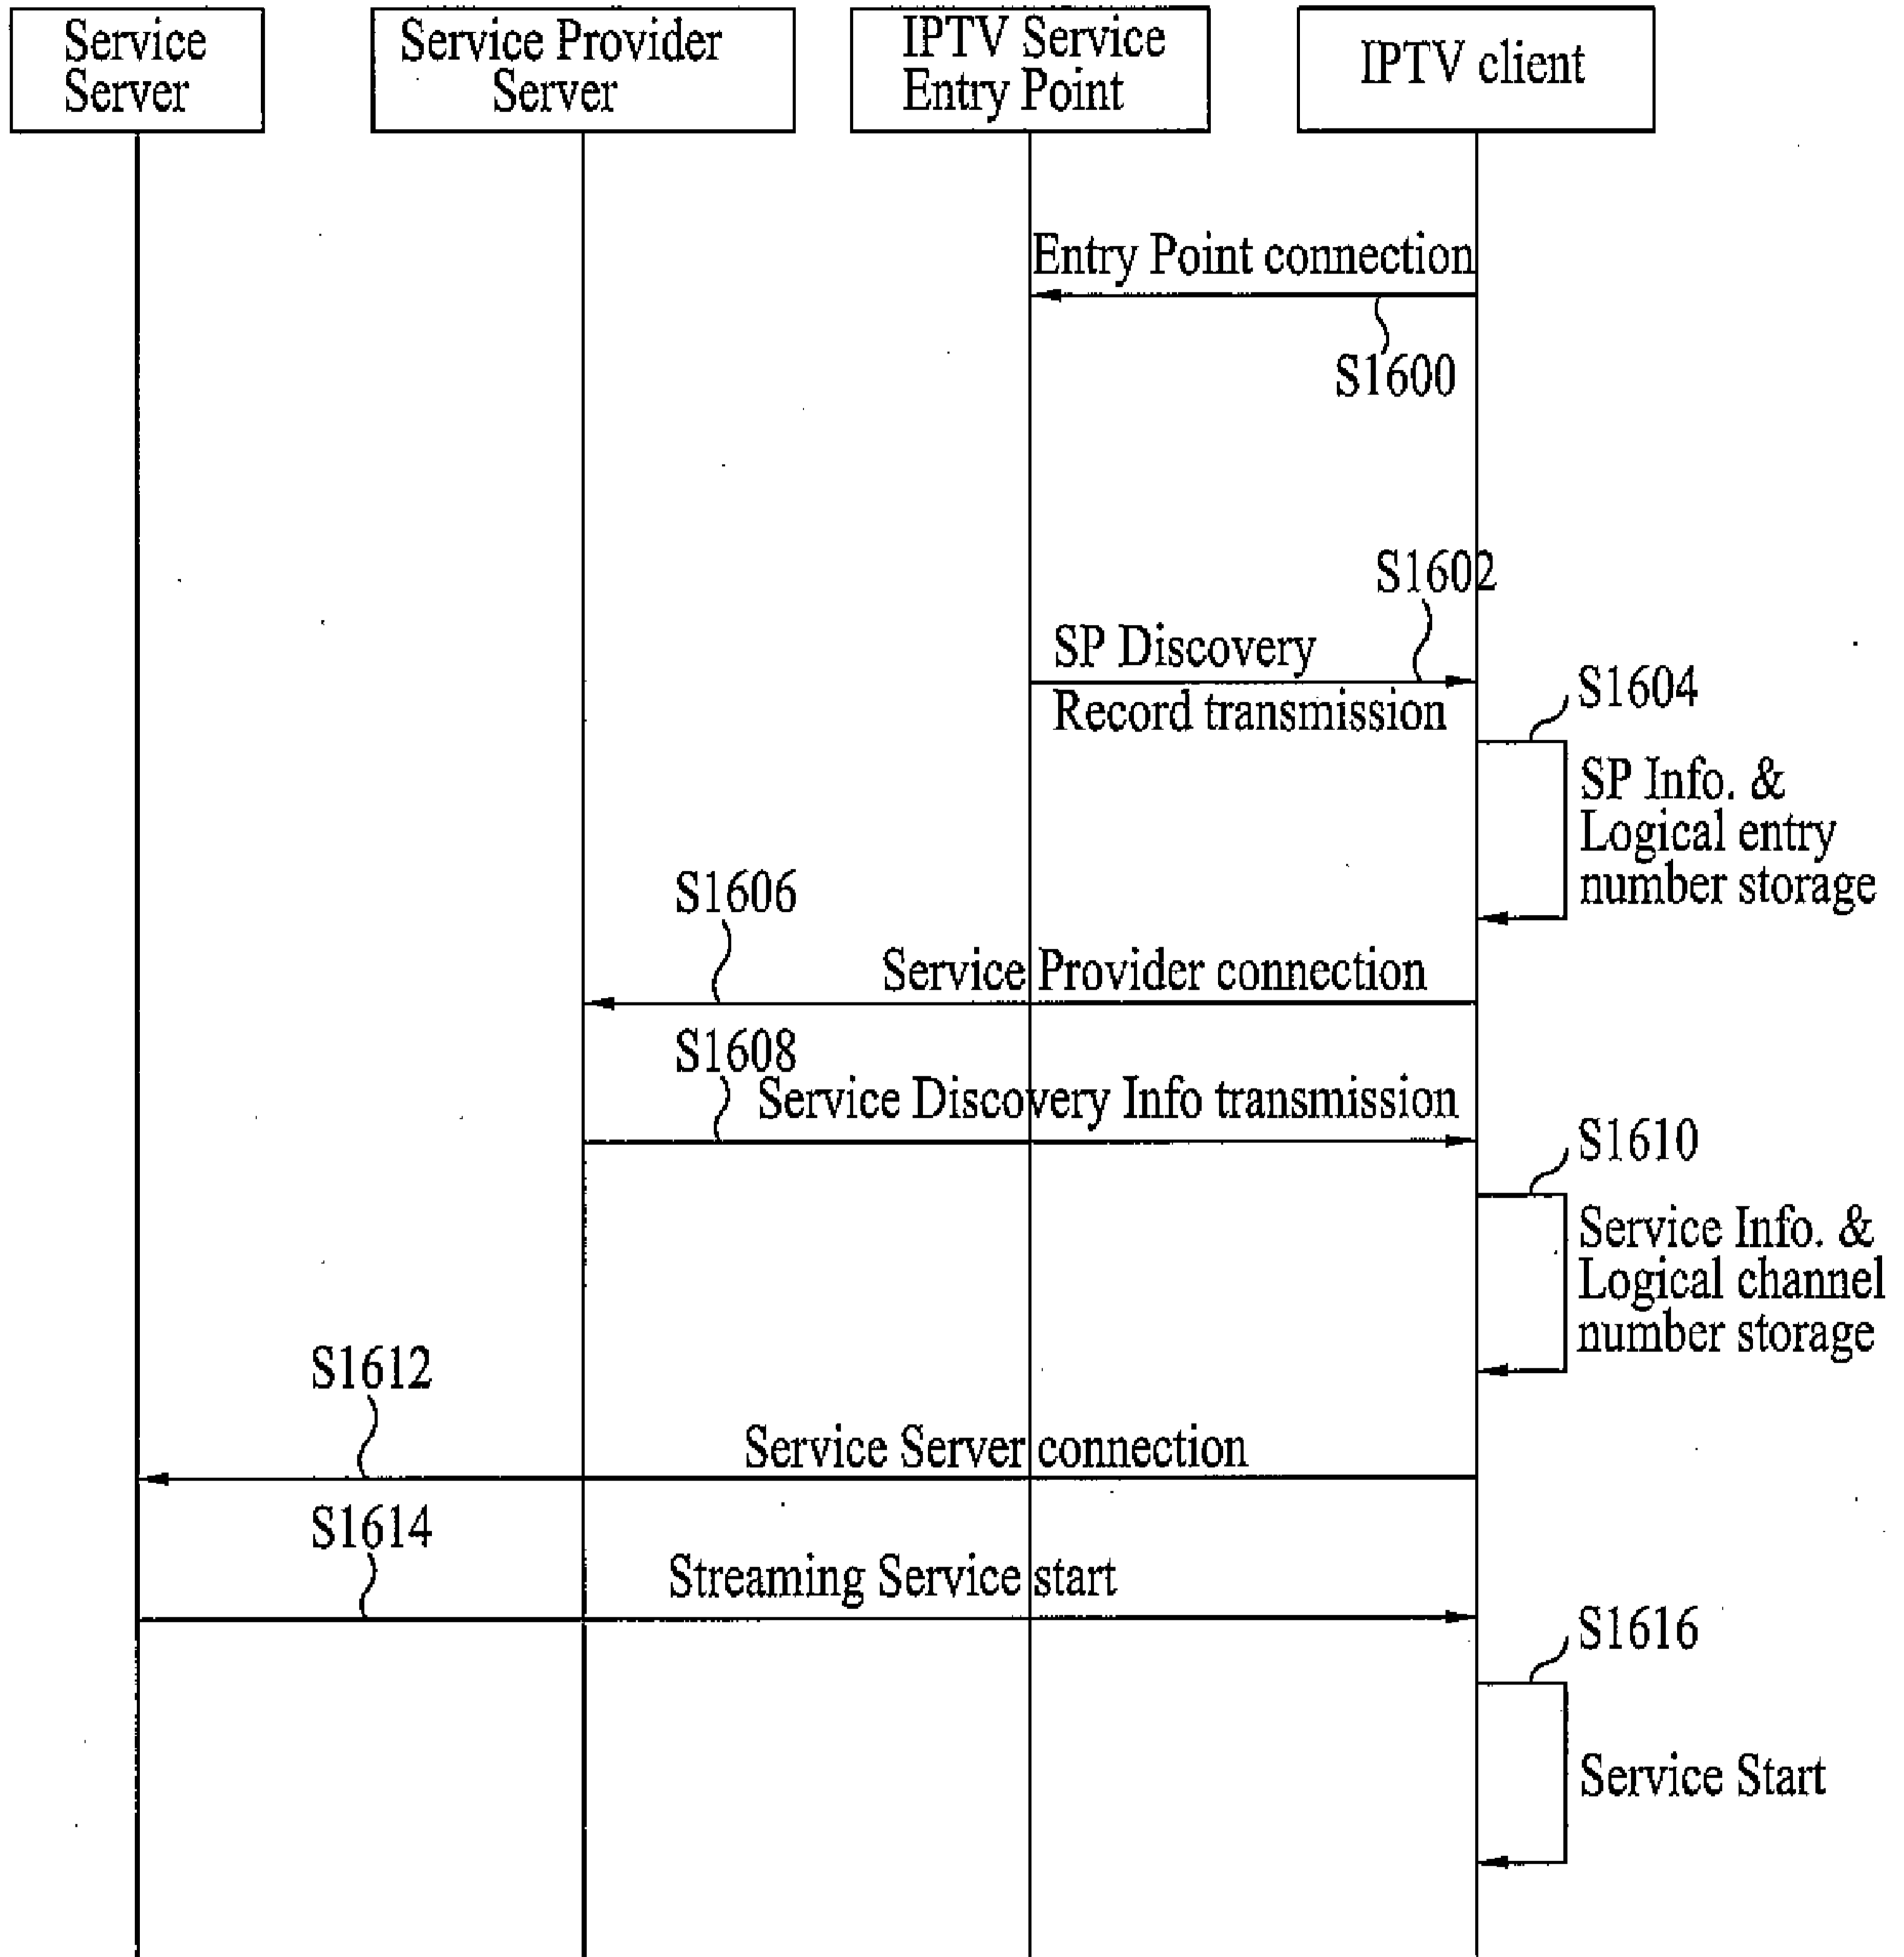 Service
Server
Service Provider
Server
IPTV Service
Entry Point
IPTV client
Entry Point connection
S1600
S1602
SP Discovery
Record transmission
S1604
SP Info. &
Logical entry
number storage
S1606
Service Provider connection
S1608
Service Discovery Info transmission
S1610
Service Info. &
Logical channel
number storage
S1612
Service Server connection
S1614
Streaming Service start
S1616
Service Start